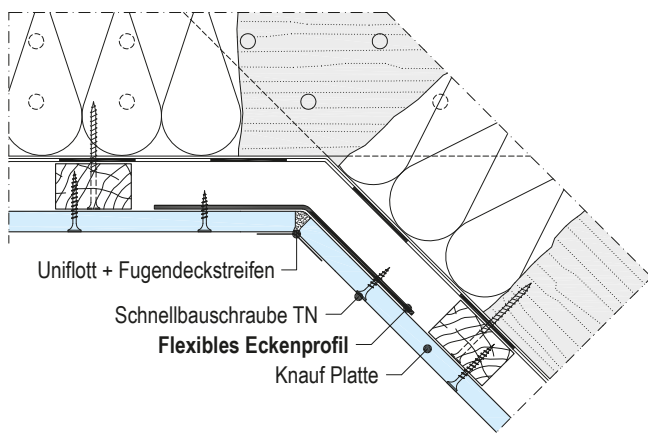 Uniflott + Fugendeckstreifen
Schnellbauschraube TN
Flexibles Eckenprofil
Knauf Platte